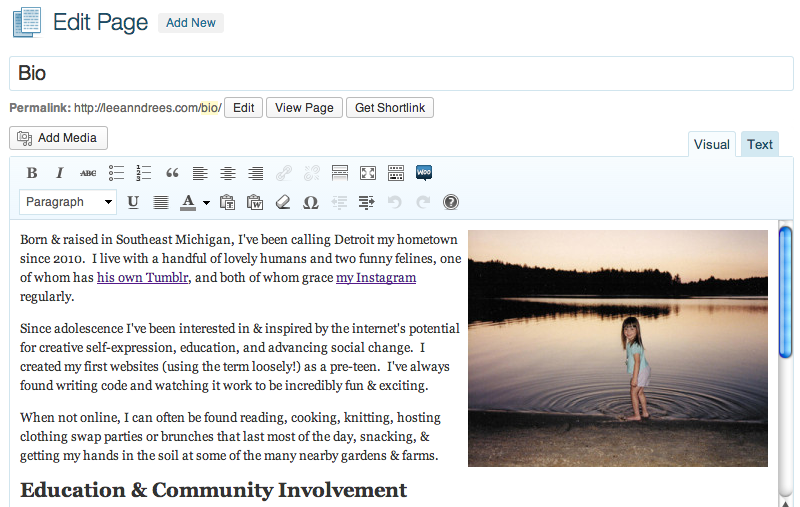 Edit Page Add New
Bio
Permalink: http://leeanndrees.com/bio/ Edit View Page Get Shortlink
Add Media
Visual Text
B I ABC 1 2 3 “ WOO
Paragraph U A T W Ω ?
Born & raised in Southeast Michigan, I've been calling Detroit my hometown
since 2010.  I live with a handful of lovely humans and two funny felines, one
of whom has his own Tumblr, and both of whom grace my Instagram
regularly.
Since adolescence I've been interested in & inspired by the internet's potential
for creative self-expression, education, and advancing social change.  I
created my first websites (using the term loosely!) as a pre-teen.  I've always
found writing code and watching it work to be incredibly fun & exciting.
When not online, I can often be found reading, cooking, knitting, hosting
clothing swap parties or brunches that last most of the day, snacking, &
getting my hands in the soil at some of the many nearby gardens & farms.
Education & Community Involvement